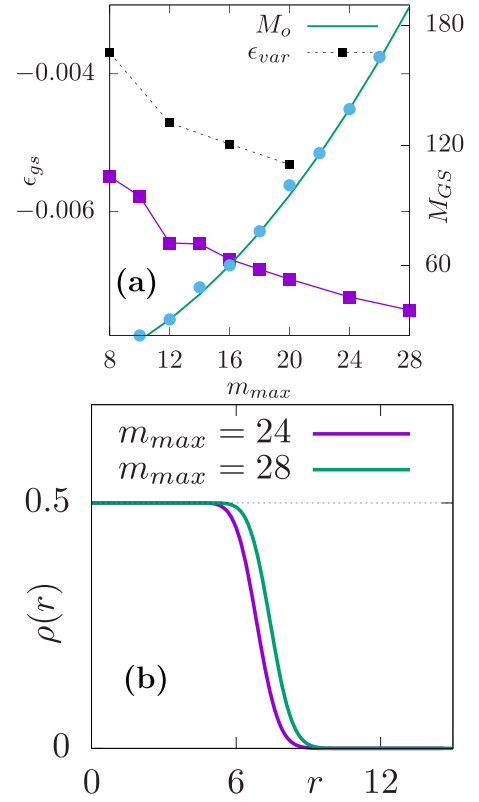 M_o
ϵ_var
−0.004
−0.006
ϵ_gs
180
120
60
M_GS
(a)
8 12 16 20 24 28
m_max
m_max = 24
m_max = 28
0.5
0
ρ(r)
(b)
0 6 r 12